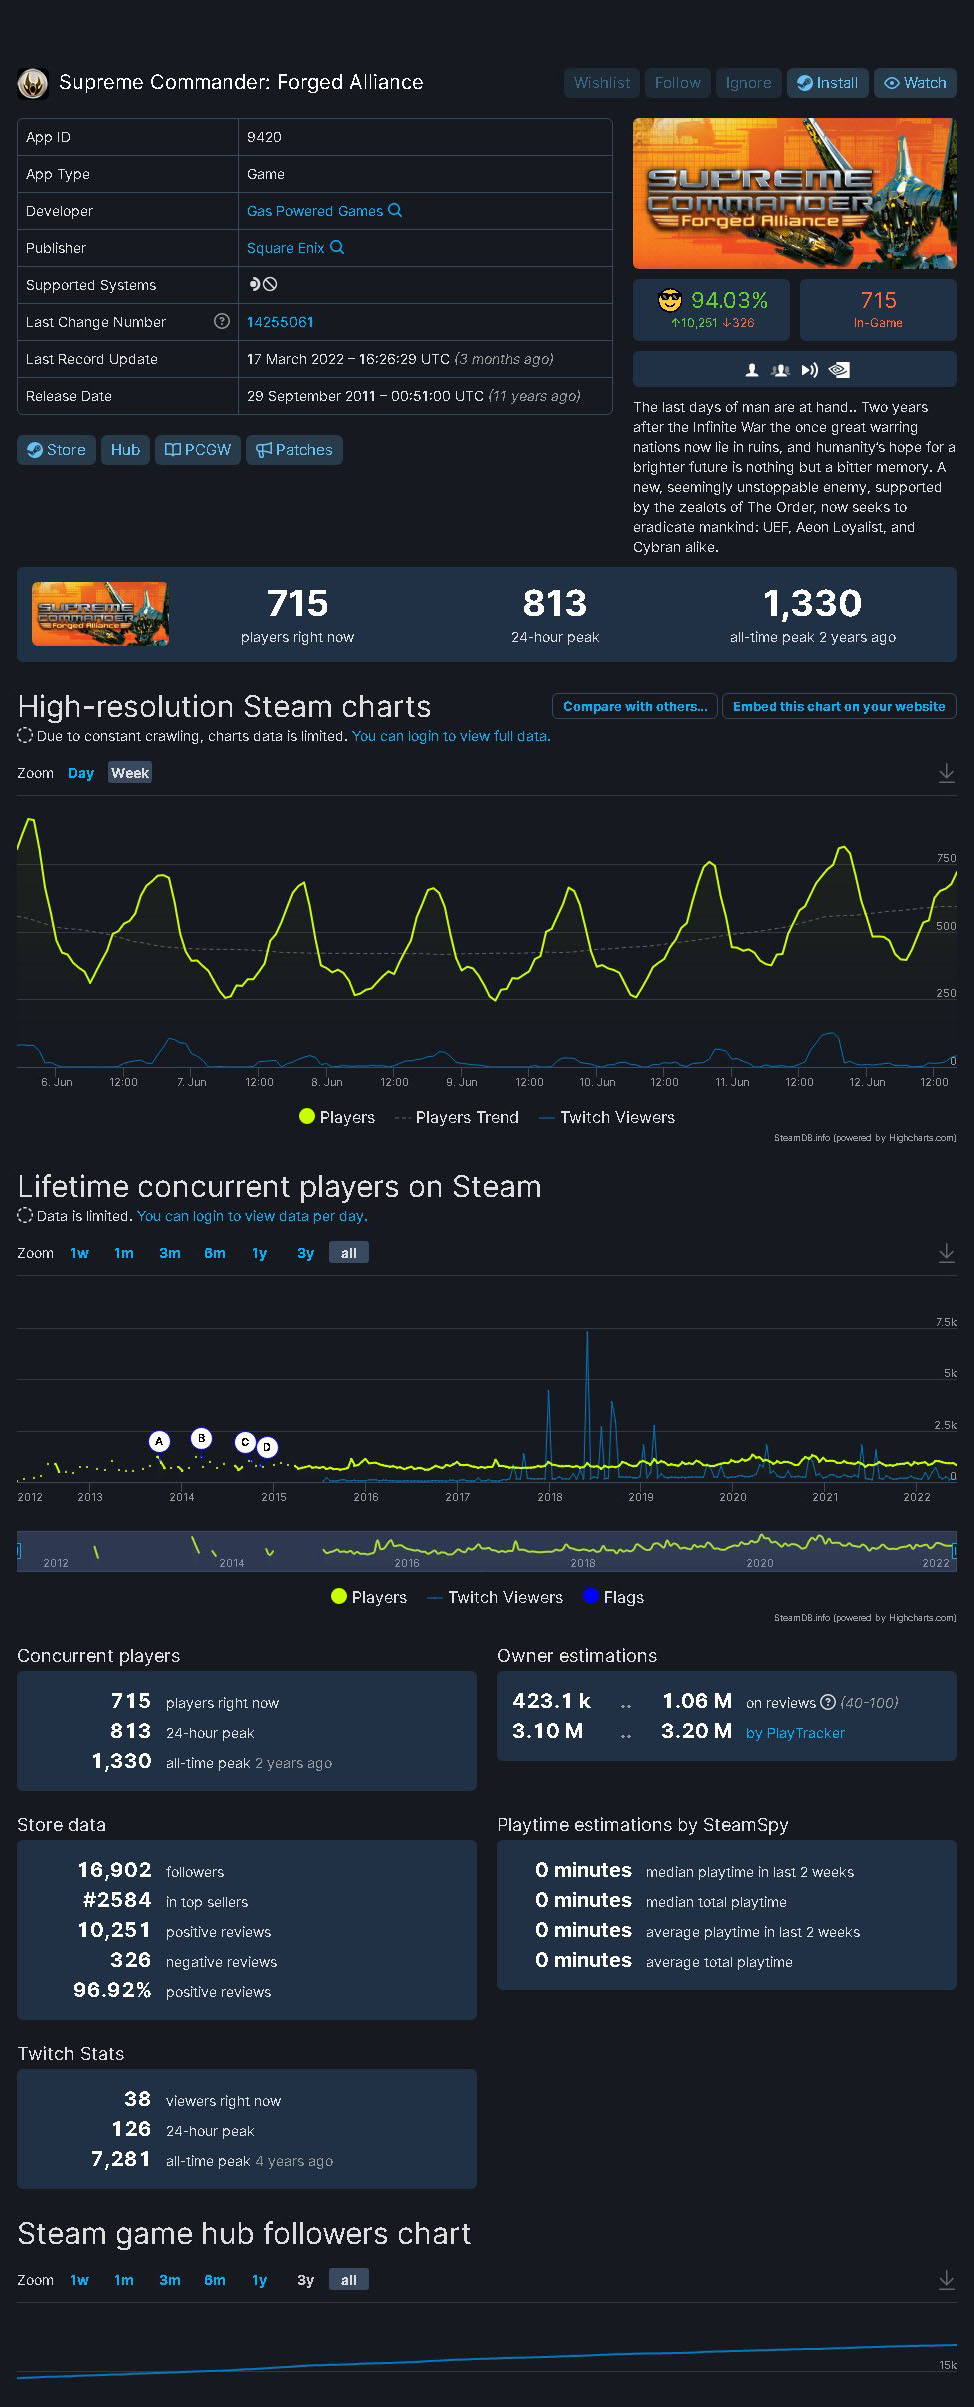 Supreme Commander: Forged Alliance
Wishlist Follow Ignore Install Watch
App ID 9420
App Type Game
Developer Gas Powered Games
Publisher Square Enix
Supported Systems
Last Change Number ? 14255061
Last Record Update 17 March 2022 – 16:26:29 UTC (3 months ago)
Release Date 29 September 2011 – 00:51:00 UTC (11 years ago)
Store Hub PCGW Patches
SUPREME
COMMANDER
Forged Alliance
94.03%
↑10,251 ↓326
715
In-Game
The last days of man are at hand.. Two years
after the Infinite War the once great warring
nations now lie in ruins, and humanity's hope for a
brighter future is nothing but a bitter memory. A
new, seemingly unstoppable enemy, supported
by the zealots of The Order, now seeks to
eradicate mankind: UEF, Aeon Loyalist, and
Cybran alike.
SUPREME
COMMANDER
Forged Alliance
715 813 1,330
players right now 24-hour peak all-time peak 2 years ago
High-resolution Steam charts
Compare with others... Embed this chart on your website
Due to constant crawling, charts data is limited. You can login to view full data.
Zoom Day Week
750
500
250
0
6. Jun 12:00 7. Jun 12:00 8. Jun 12:00 9. Jun 12:00 10. Jun 12:00 11. Jun 12:00 12. Jun 12:00
Players Players Trend Twitch Viewers
SteamDB.info (powered by Highcharts.com)
Lifetime concurrent players on Steam
Data is limited. You can login to view data per day.
Zoom 1w 1m 3m 6m 1y 3y all
7.5k
5k
2.5k
A B C D
0
2012 2013 2014 2015 2016 2017 2018 2019 2020 2021 2022
2012 2014 2016 2018 2020 2022
Players Twitch Viewers Flags
SteamDB.info (powered by Highcharts.com)
Concurrent players
715 players right now
813 24-hour peak
1,330 all-time peak 2 years ago
Owner estimations
423.1 k .. 1.06 M on reviews ? (40-100)
3.10 M .. 3.20 M by PlayTracker
Store data
16,902 followers
#2584 in top sellers
10,251 positive reviews
326 negative reviews
96.92% positive reviews
Playtime estimations by SteamSpy
0 minutes median playtime in last 2 weeks
0 minutes median total playtime
0 minutes average playtime in last 2 weeks
0 minutes average total playtime
Twitch Stats
38 viewers right now
126 24-hour peak
7,281 all-time peak 4 years ago
Steam game hub followers chart
Zoom 1w 1m 3m 6m 1y 3y all
15k